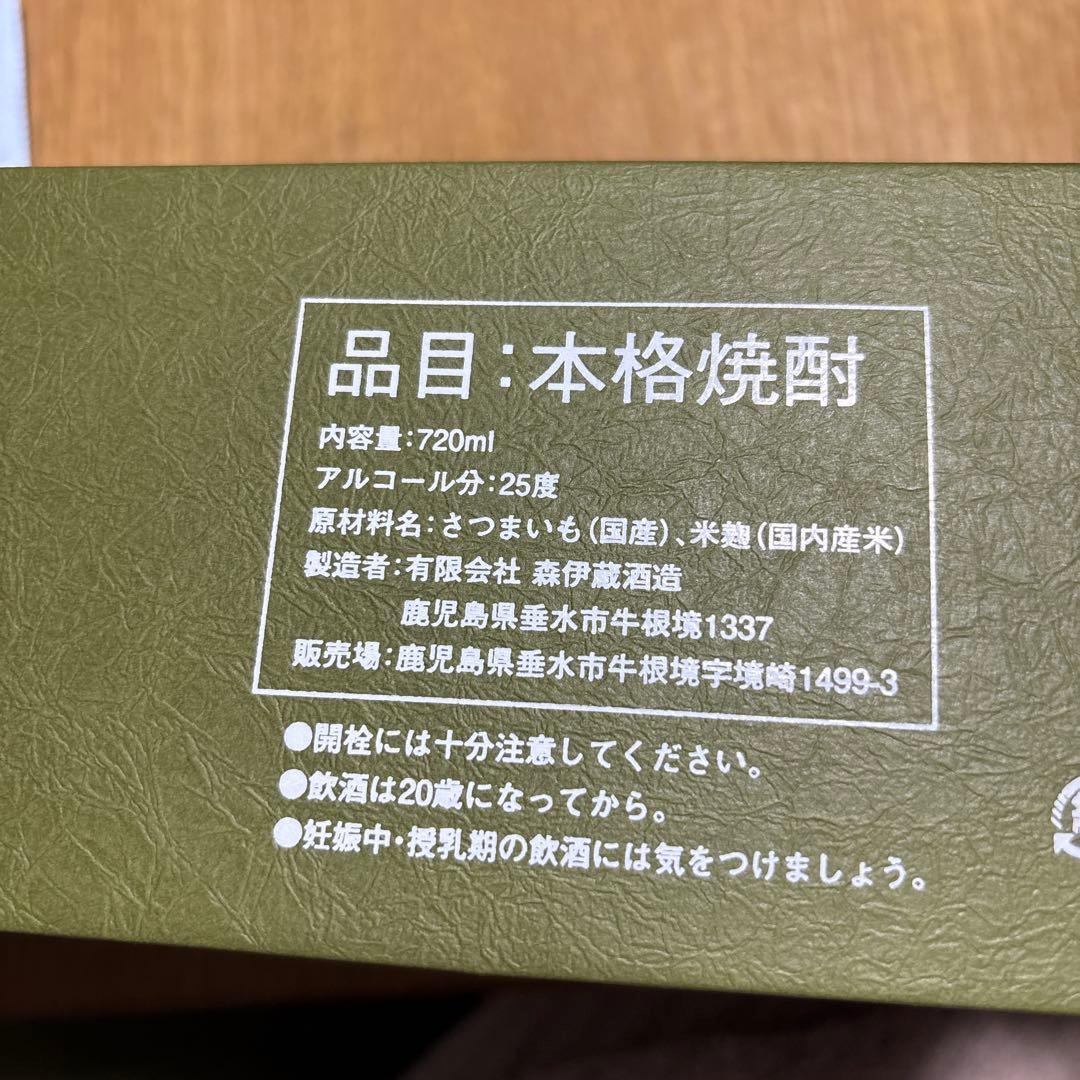 品目:本格焼酎
内容量:720ml
アルコール分:25度
原材料名:さつまいも(国産)、米麹(国内産米)
製造者:有限会社 森伊蔵酒造
鹿児島県垂水市牛根境1337
販売場:鹿児島県垂水市牛根境字境崎1499-3
●開栓には十分注意してください。
●飲酒は20歳になってから。
●妊娠中・授乳期の飲酒には気をつけましょう。